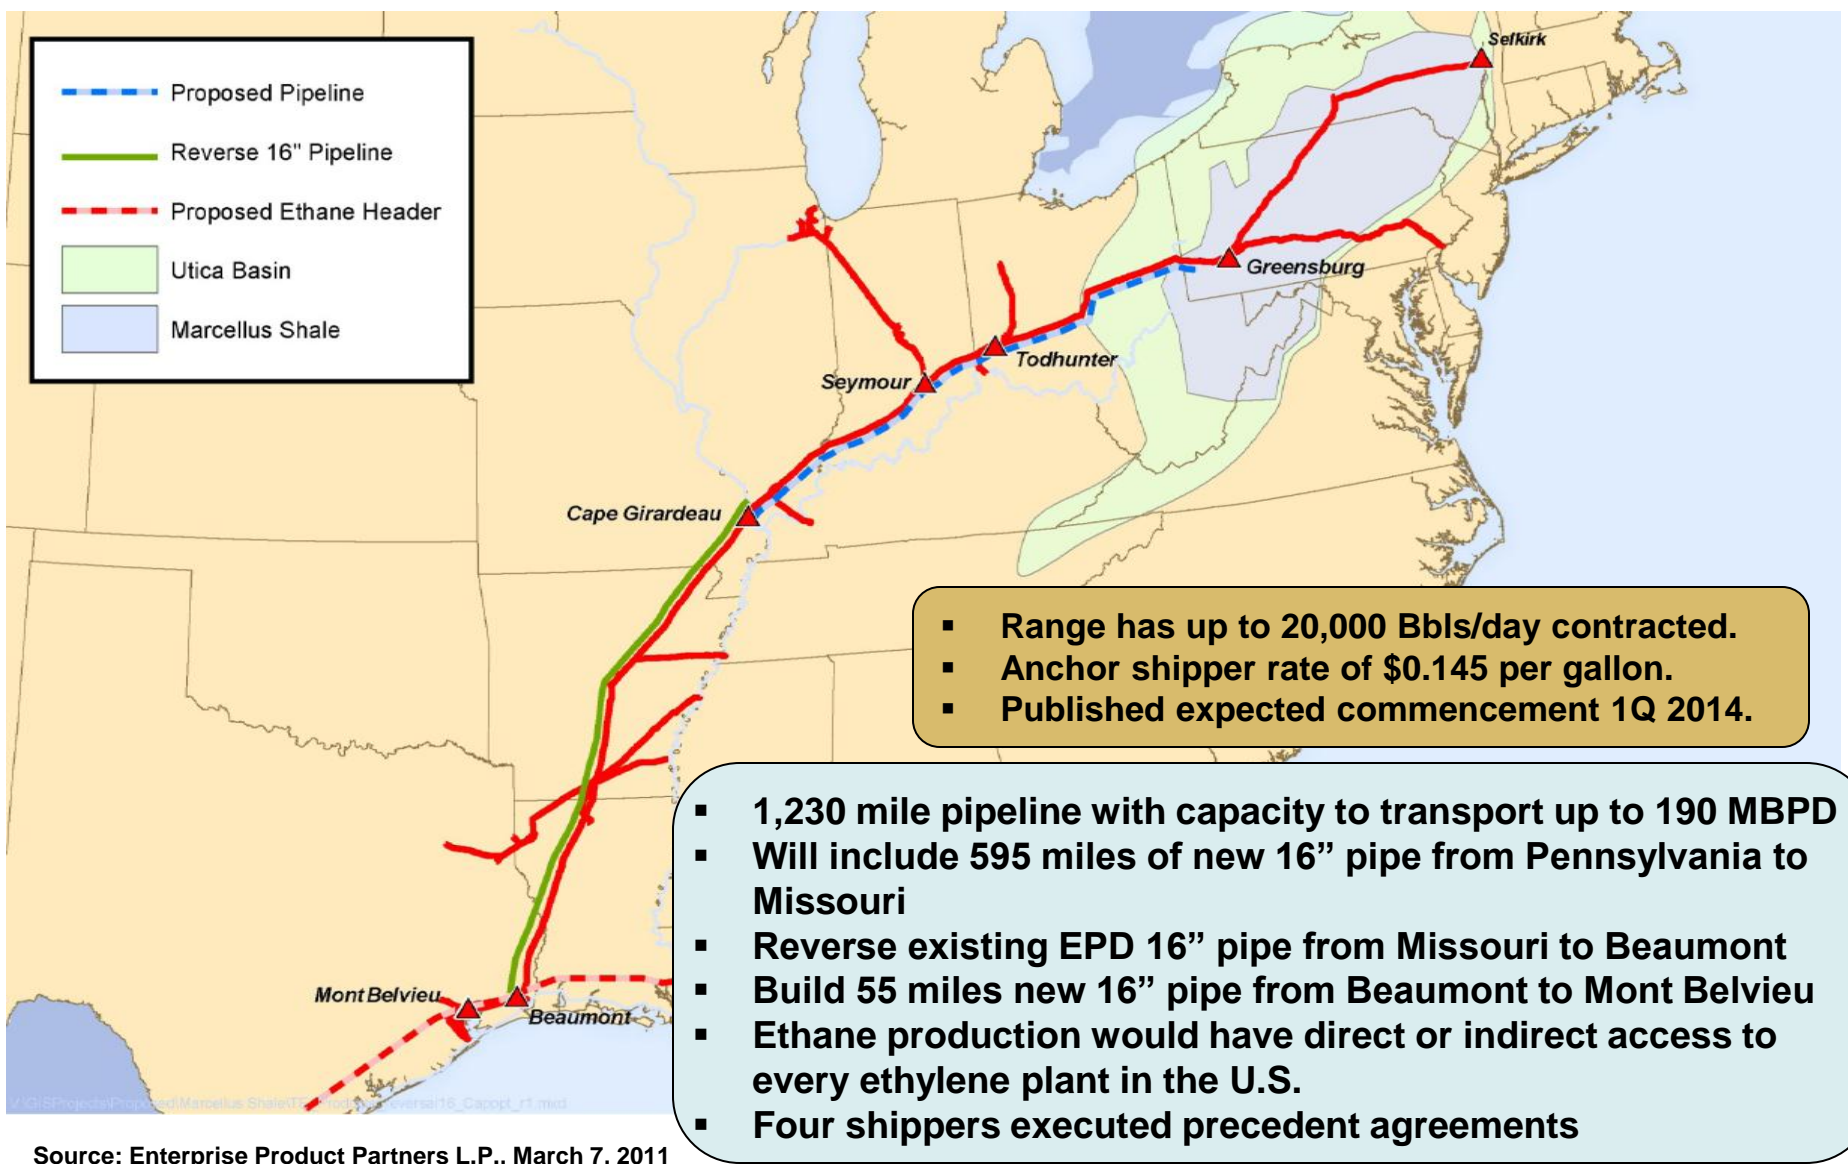 Proposed Pipeline
Reverse 16" Pipeline
Proposed Ethane Header
Utica Basin
Marcellus Shale
Selkirk
Greensburg
Todhunter
Seymour
Cape Girardeau
▪ Range has up to 20,000 Bbls/day contracted.
▪ Anchor shipper rate of $0.145 per gallon.
▪ Published expected commencement 1Q 2014.
▪ 1,230 mile pipeline with capacity to transport up to 190 MBPD
▪ Will include 595 miles of new 16” pipe from Pennsylvania to
Missouri
▪ Reverse existing EPD 16” pipe from Missouri to Beaumont
▪ Build 55 miles new 16” pipe from Beaumont to Mont Belvieu
▪ Ethane production would have direct or indirect access to
every ethylene plant in the U.S.
▪ Four shippers executed precedent agreements
Mont Belvieu
Beaumont
Source: Enterprise Product Partners L.P., March 7, 2011